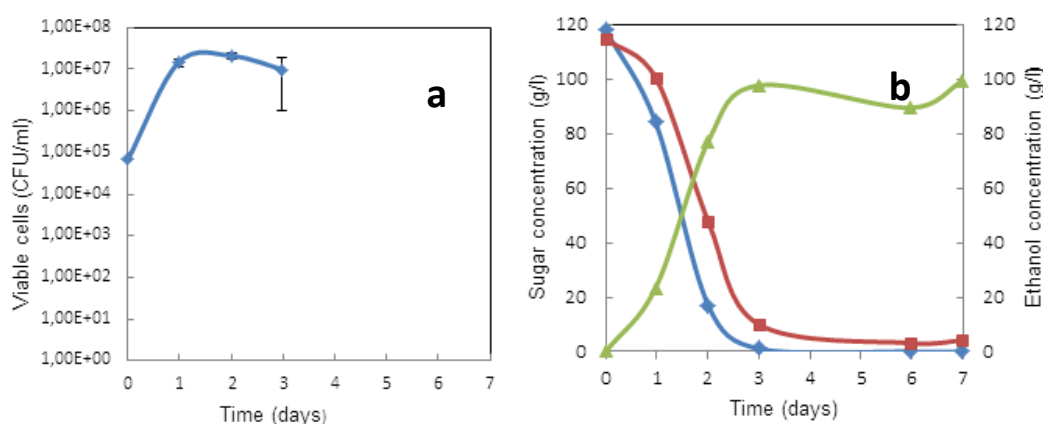 Viable cells (CFU/ml)
1,00E+08
1,00E+07
1,00E+06
1,00E+05
1,00E+04
1,00E+03
1,00E+02
1,00E+01
1,00E+00
0 1 2 3 4 5 6 7
Time (days)
a
Sugar concentration (g/l)
120
100
80
60
40
20
0
0 1 2 3 4 5 6 7
Time (days)
b
120
100
80
60
40
20
0
Ethanol concentration (g/l)